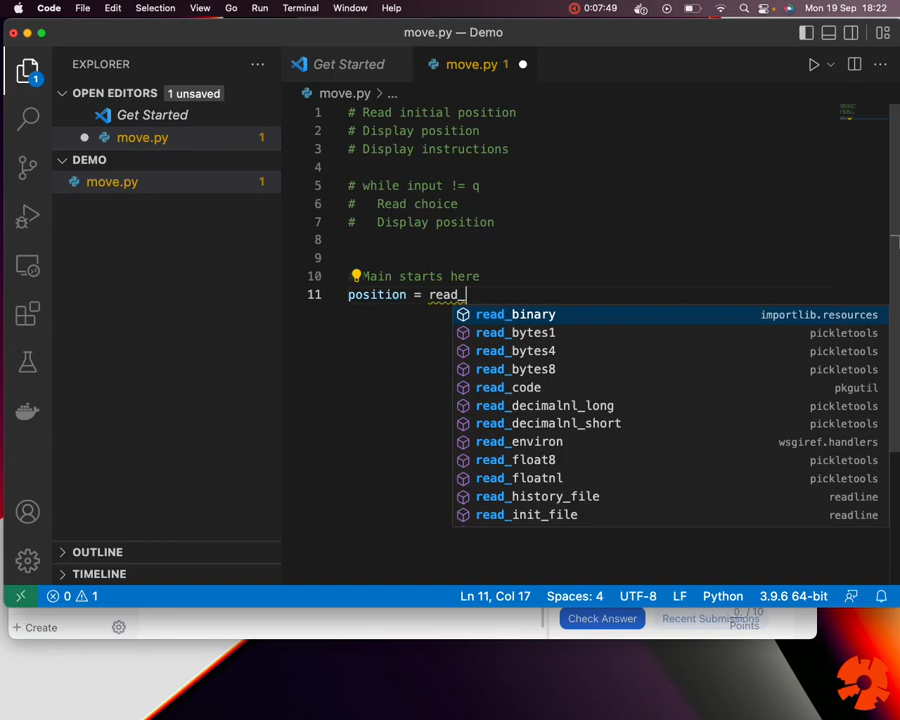 Code File Edit Selection View Go Run Terminal Window Help 0:07:49 Mon 19 Sep 18:22
move.py — Demo
EXPLORER
Get Started
move.py 1
OPEN EDITORS 1 unsaved
move.py > ...
Get Started
move.py 1
DEMO
move.py 1
1 # Read initial position
2 # Display position
3 # Display instructions
4
5 # while input != q
6 #   Read choice
7 #   Display position
8
9
10 Main starts here
11 position = read_
read_binary importlib.resources
read_bytes1 pickletools
read_bytes4 pickletools
read_bytes8 pickletools
read_code pkgutil
read_decimalnl_long pickletools
read_decimalnl_short pickletools
read_environ wsgiref.handlers
read_float8 pickletools
read_floatnl pickletools
read_history_file readline
read_init_file readline
OUTLINE
TIMELINE
0 1 Ln 11, Col 17 Spaces: 4 UTF-8 LF Python 3.9.6 64-bit
+ Create
Check Answer
Recent Submissions
/ 10
Points
1